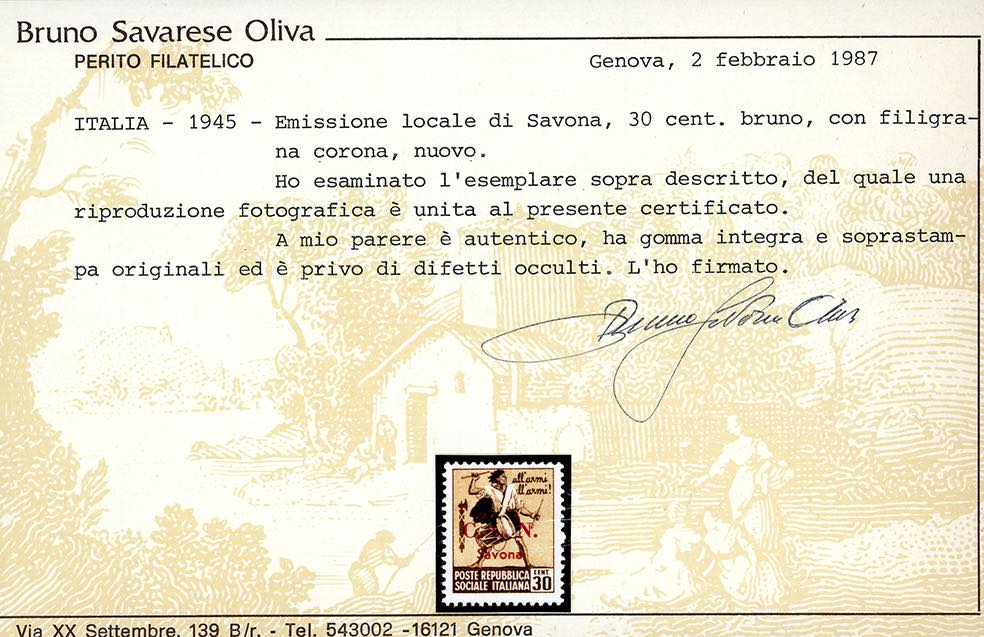 Bruno Savarese Oliva
PERITO FILATELICO
Genova, 2 febbraio 1987
ITALIA - 1945 - Emissione locale di Savona, 30 cent. bruno, con filigra-
na corona, nuovo.
Ho esaminato l'esemplare sopra descritto, del quale una
riproduzione fotografica è unita al presente certificato.
A mio parere è autentico, ha gomma integra e soprastam-
pa originali ed è privo di difetti occulti. L'ho firmato.
Bruno Savarese Oliva
all'armi
all'armi!
C. L. N.
Savona
POSTE REPUBBLICA
SOCIALE ITALIANA
CENT
30
Via XX Settembre, 139 B/r. - Tel. 543002 - 16121 Genova